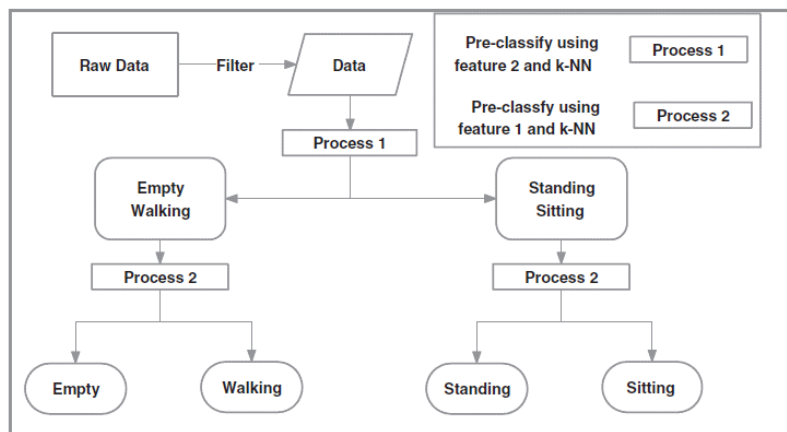 Raw Data
Filter
Data
Pre-classify using
feature 2 and k-NN
Process 1
Pre-classfy using
feature 1 and k-NN
Process 2
Process 1
Empty
Walking
Standing
Sitting
Process 2
Process 2
Empty
Walking
Standing
Sitting